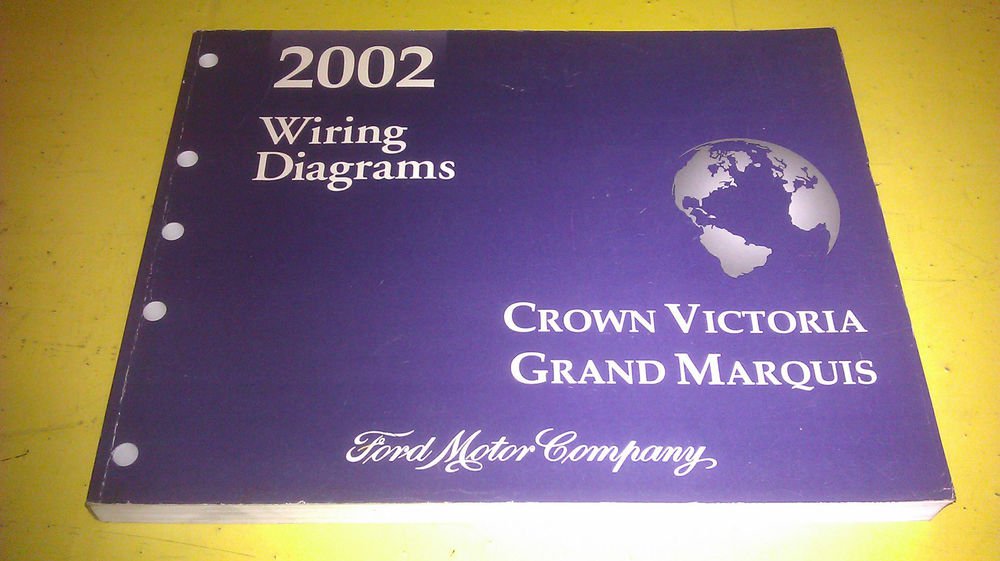 2002
Wiring
Diagrams
CROWN VICTORIA
GRAND MARQUIS
Ford Motor Company